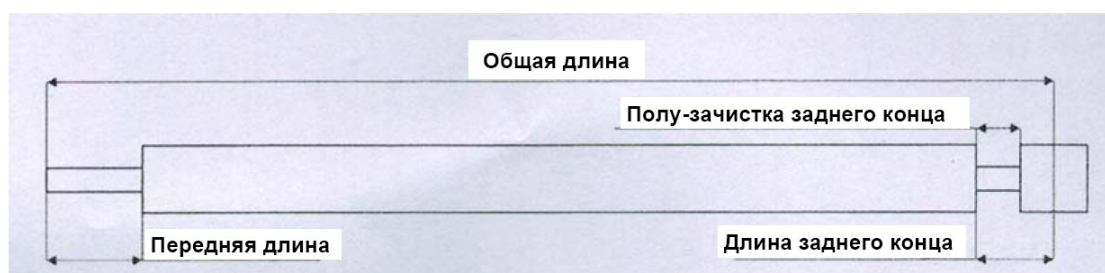 Общая длина
Полу-зачистка заднего конца
Передняя длина
Длина заднего конца